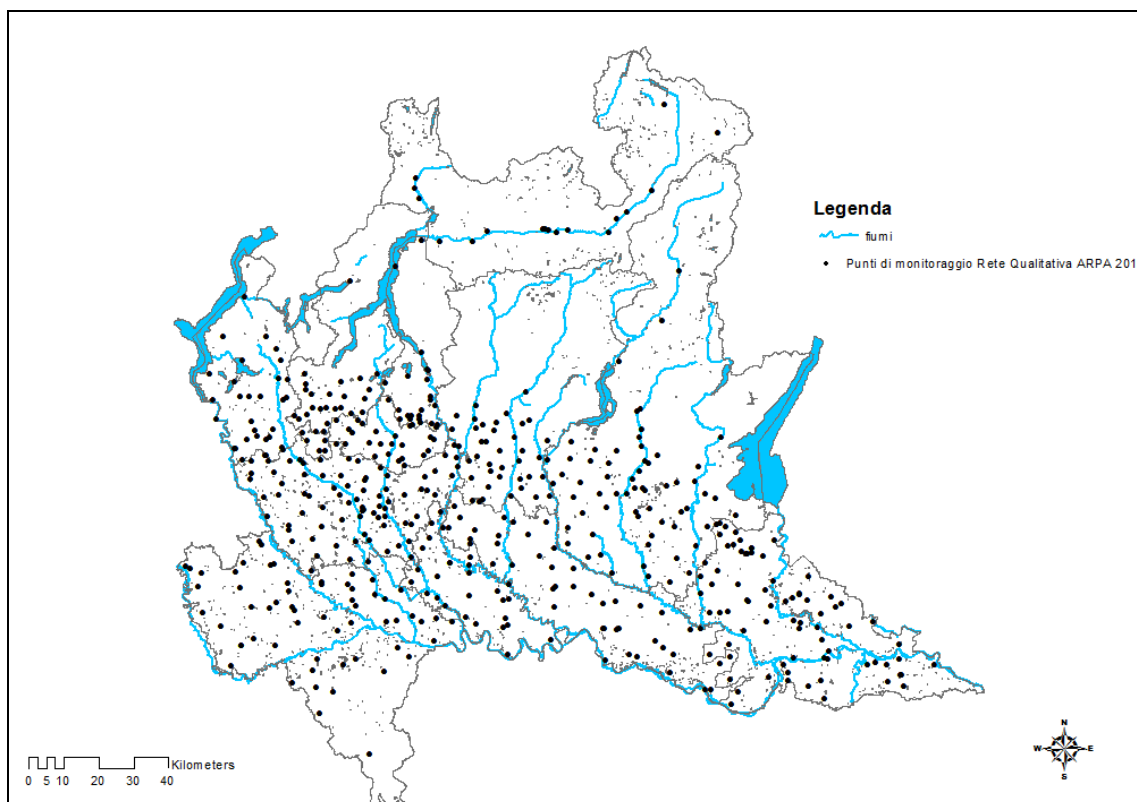 Legenda
fiumi
Punti di monitoraggio Rete Qualitativa ARPA 201
N
W E
S
Kilometers
0 5 10 20 30 40